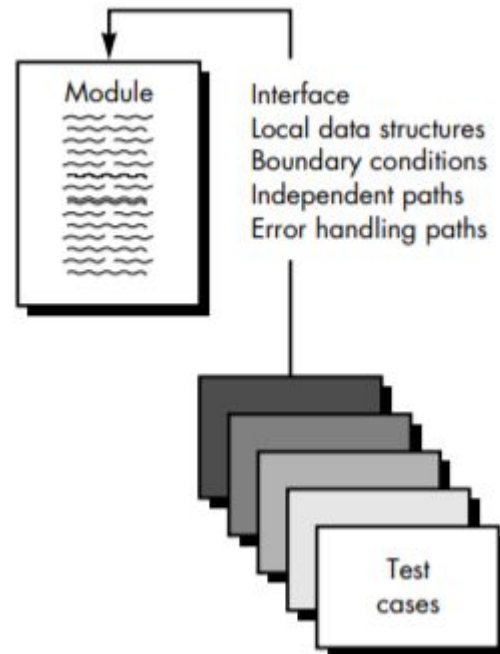 Module
Interface
Local data structures
Boundary conditions
Independent paths
Error handling paths
Test
cases